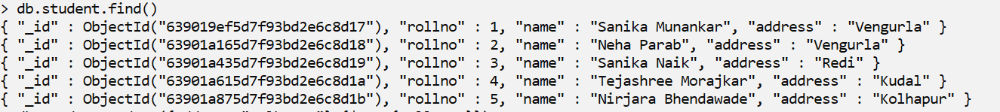 > db.student.find()
{ "_id" : ObjectId("639019ef5d7f93bd2e6c8d17"), "rollno" : 1, "name" : "Sanika Munankar", "address" : "Vengurla" }
{ "_id" : ObjectId("63901a165d7f93bd2e6c8d18"), "rollno" : 2, "name" : "Neha Parab", "address" : "Vengurla" }
{ "_id" : ObjectId("63901a435d7f93bd2e6c8d19"), "rollno" : 3, "name" : "Sanika Naik", "address" : "Redi" }
{ "_id" : ObjectId("63901a615d7f93bd2e6c8d1a"), "rollno" : 4, "name" : "Tejashree Morajkar", "address" : "Kudal" }
{ "_id" : ObjectId("63901a875d7f93bd2e6c8d1b"), "rollno" : 5, "name" : "Nirjara Bhendawade", "address" : "Kolhapur" }